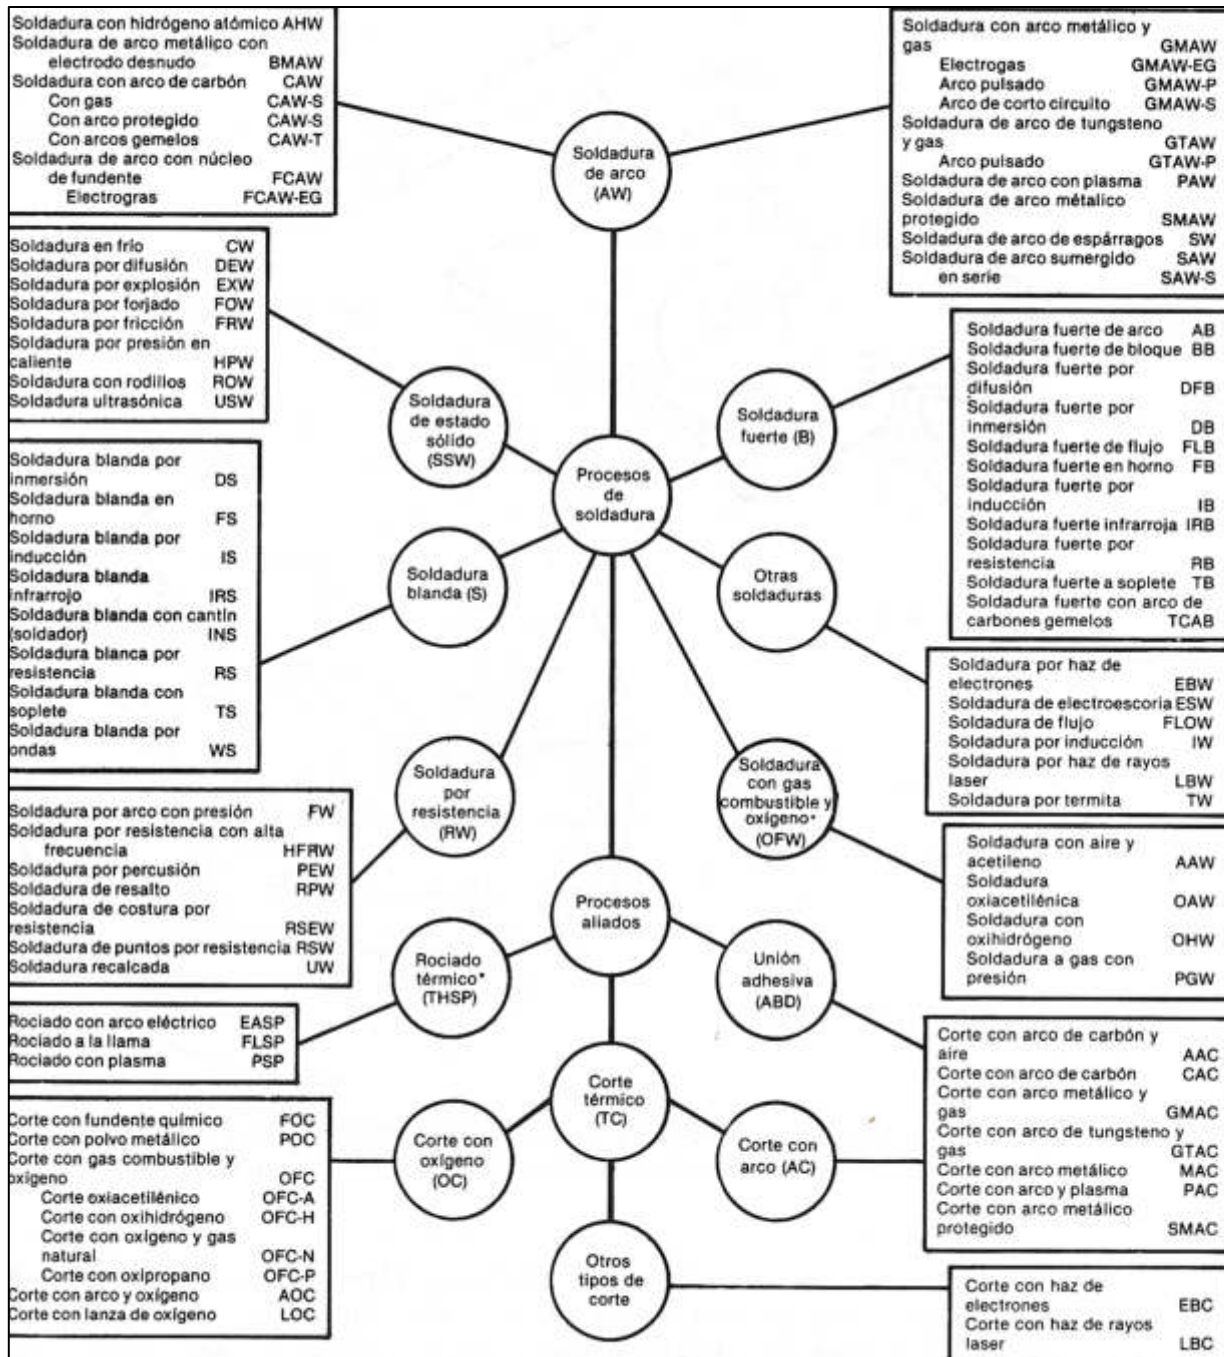 Soldadura con hidrógeno atómico AHW
Soldadura de arco metálico con
electrodo desnudo BMAW
Soldadura con arco de carbón CAW
Con gas CAW-S
Con arco protegido CAW-S
Con arcos gemelos CAW-T
Soldadura de arco con núcleo
de fundente FCAW
Electrogras FCAW-EG
Soldadura de arco (AW)
Soldadura con arco metálico y
gas GMAW
Electrogas GMAW-EG
Arco pulsado GMAW-P
Arco de corto circuito GMAW-S
Soldadura de arco de tungsteno
y gas GTAW
Arco pulsado GTAW-P
Soldadura de arco con plasma PAW
Soldadura de arco métalico
protegido SMAW
Soldadura de arco de espárragos SW
Soldadura de arco sumergido SAW
en serie SAW-S
Soldadura en frío CW
Soldadura por difusión DEW
Soldadura por explosión EXW
Soldadura por forjado FOW
Soldadura por fricción FRW
Soldadura por presión en
caliente HPW
Soldadura con rodillos ROW
Soldadura ultrasónica USW
Soldadura
de estado
sólido
(SSW)
Soldadura
fuerte (B)
Soldadura fuerte de arco AB
Soldadura fuerte de bloque BB
Soldadura fuerte por
difusión DFB
Soldadura fuerte por
inmersión DB
Soldadura fuerte de flujo FLB
Soldadura fuerte en horno FB
Soldadura fuerte por
inducción IB
Soldadura fuerte infrarroja IRB
Soldadura fuerte por
resistencia RB
Soldadura fuerte a soplete TB
Soldadura fuerte con arco de
carbones gemelos TCAB
Procesos
de
soldadura
Soldadura blanda por
inmersión DS
Soldadura blanda en
horno FS
Soldadura blanda por
inducción IS
Soldadura blanda
infrarrojo IRS
Soldadura blanda con cantín
(soldador) INS
Soldadura blanca por
resistencia RS
Soldadura blanda con
soplete TS
Soldadura blanda por
ondas WS
Soldadura
blanda (S)
Otras
soldaduras
Soldadura por haz de
electrones EBW
Soldadura de electroescoria ESW
Soldadura de flujo FLOW
Soldadura por inducción IW
Soldadura por haz de rayos
laser LBW
Soldadura por termita TW
Soldadura
por
resistencia
(RW)
Soldadura
con gas
combustible y
oxígeno*
(OFW)
Soldadura por arco con presión FW
Soldadura por resistencia con alta
frecuencia HFRW
Soldadura por percusión PEW
Soldadura de resalto RPW
Soldadura de costura por
resistencia RSEW
Soldadura de puntos por resistencia RSW
Soldadura recalcada UW
Soldadura con aire y
acetileno AAW
Soldadura
oxiacetilénica OAW
Soldadura con
oxihidrógeno OHW
Soldadura a gas con
presión PGW
Procesos
aliados
Rociado
térmico*
(THSP)
Unión
adhesiva
(ABD)
Rociado con arco eléctrico EASP
Rociado a la llama FLSP
Rociado con plasma PSP
Corte
térmico
(TC)
Corte con arco de carbón y
aire AAC
Corte con arco de carbón CAC
Corte con arco metálico y
gas GMAC
Corte con arco de tungsteno y
gas GTAC
Corte con arco metálico MAC
Corte con arco y plasma PAC
Corte con arco metálico
protegido SMAC
Corte con fundente químico FOC
Corte con polvo metálico POC
Corte con gas combustible y
oxígeno OFC
Corte oxiacetilénico OFC-A
Corte con oxihidrógeno OFC-H
Corte con oxígeno y gas
natural OFC-N
Corte con oxipropano OFC-P
Corte con arco y oxígeno AOC
Corte con lanza de oxígeno LOC
Corte con
oxígeno
(OC)
Corte con
arco (AC)
Otros
tipos de
corte
Corte con haz de
electrones EBC
Corte con haz de rayos
laser LBC